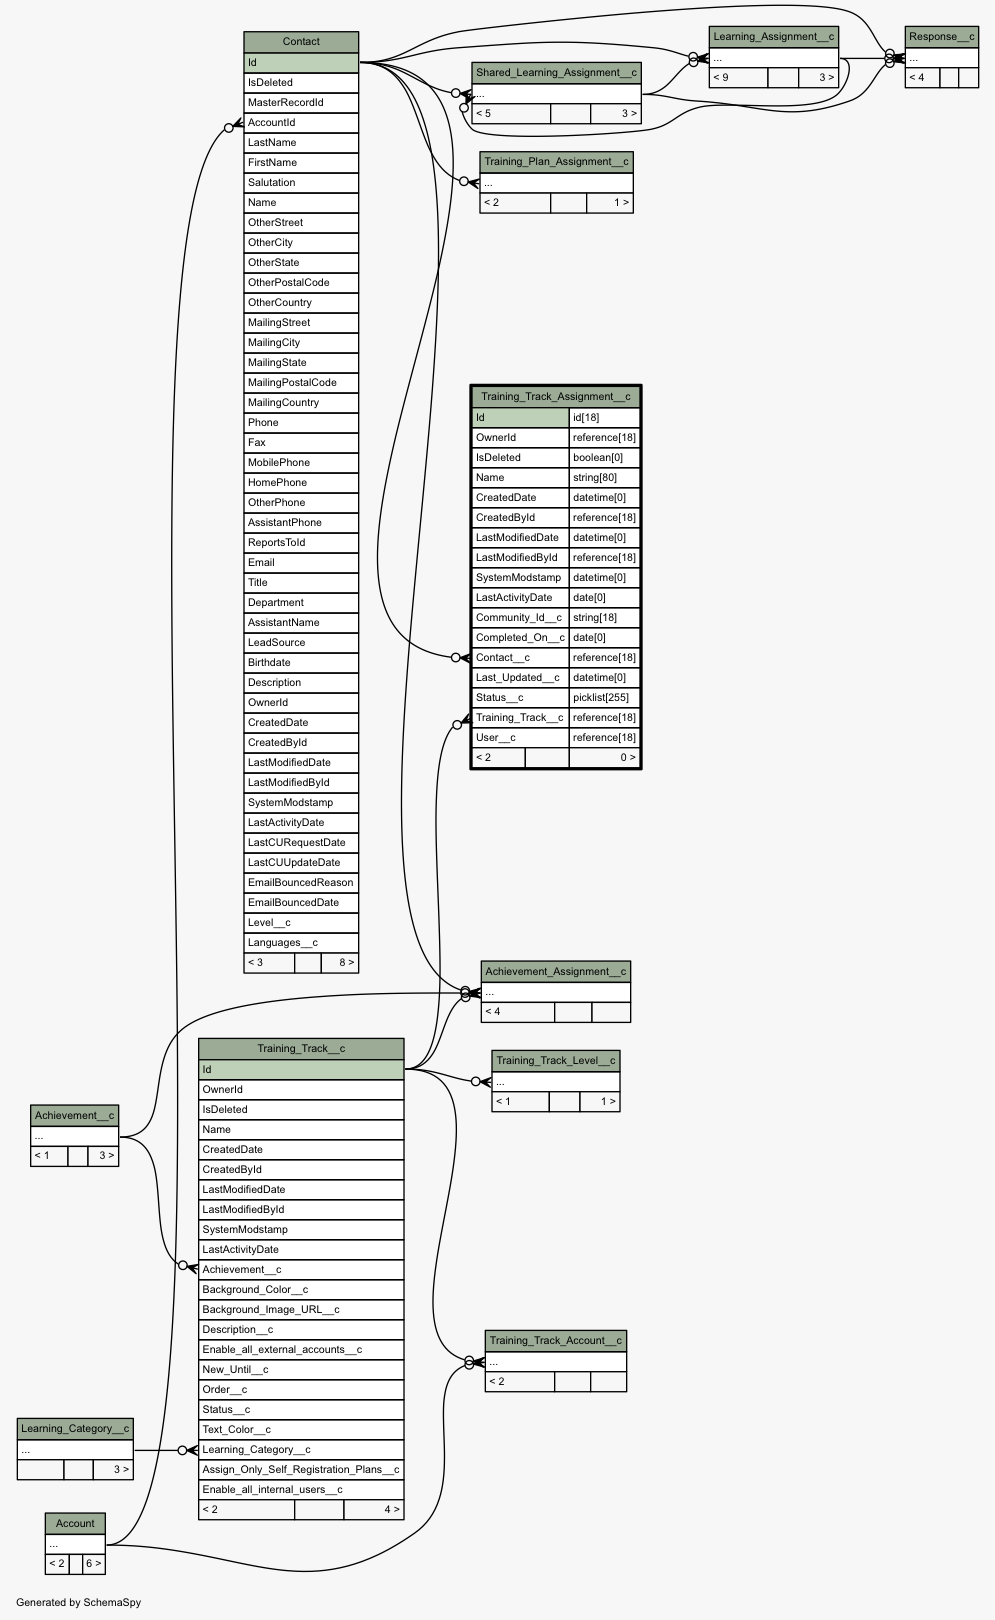 Contact
Id
IsDeleted
MasterRecordId
AccountId
LastName
FirstName
Salutation
Name
OtherStreet
OtherCity
OtherState
OtherPostalCode
OtherCountry
MailingStreet
MailingCity
MailingState
MailingPostalCode
MailingCountry
Phone
Fax
MobilePhone
HomePhone
OtherPhone
AssistantPhone
ReportsToId
Email
Title
Department
AssistantName
LeadSource
Birthdate
Description
OwnerId
CreatedDate
CreatedById
LastModifiedDate
LastModifiedById
SystemModstamp
LastActivityDate
LastCURequestDate
LastCUUpdateDate
EmailBouncedReason
EmailBouncedDate
Level__c
Languages__c
< 3 8 >
Shared_Learning_Assignment__c
...
< 5 3 >
Learning_Assignment__c
...
< 9 3 >
Response__c
...
< 4
Training_Plan_Assignment__c
...
< 2 1 >
Training_Track_Assignment__c
Id id[18]
OwnerId reference[18]
IsDeleted boolean[0]
Name string[80]
CreatedDate datetime[0]
CreatedById reference[18]
LastModifiedDate datetime[0]
LastModifiedById reference[18]
SystemModstamp datetime[0]
LastActivityDate date[0]
Community_Id__c string[18]
Completed_On__c date[0]
Contact__c reference[18]
Last_Updated__c datetime[0]
Status__c picklist[255]
Training_Track__c reference[18]
User__c reference[18]
< 2 0 >
Achievement_Assignment__c
...
< 4
Training_Track__c
Id
OwnerId
IsDeleted
Name
CreatedDate
CreatedById
LastModifiedDate
LastModifiedById
SystemModstamp
LastActivityDate
Achievement__c
Background_Color__c
Background_Image_URL__c
Description__c
Enable_all_external_accounts__c
New_Until__c
Order__c
Status__c
Text_Color__c
Learning_Category__c
Assign_Only_Self_Registration_Plans__c
Enable_all_internal_users__c
< 2 4 >
Training_Track_Level__c
...
< 1 1 >
Achievement__c
...
< 1 3 >
Training_Track_Account__c
...
< 2
Learning_Category__c
...
3 >
Account
...
< 2 6 >
Generated by SchemaSpy